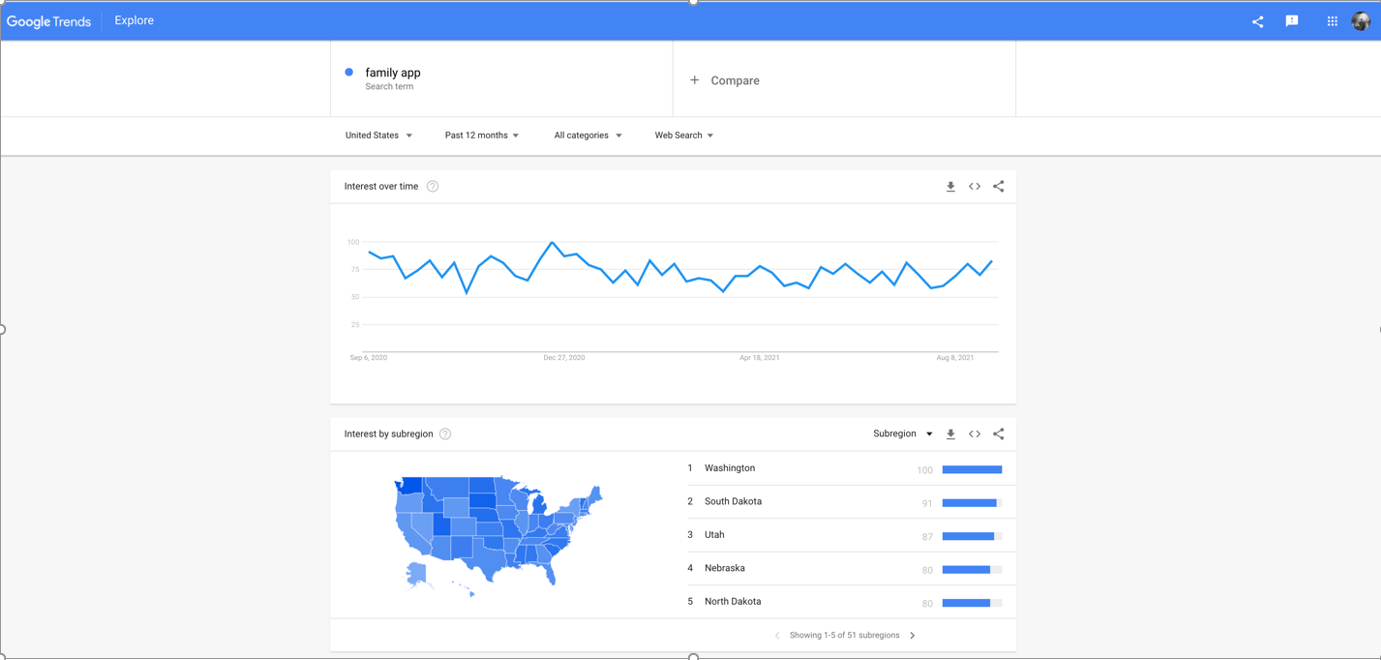 Google Trends Explore
family app
Search term
+ Compare
United States Past 12 months All categories Web Search
Interest over time ?
100
75
50
25
Sep 6, 2020 Dec 27, 2020 Apr 18, 2021 Aug 8, 2021
Interest by subregion ? Subregion
1 Washington 100
2 South Dakota 91
3 Utah 87
4 Nebraska 80
5 North Dakota 80
Showing 1-5 of 51 subregions